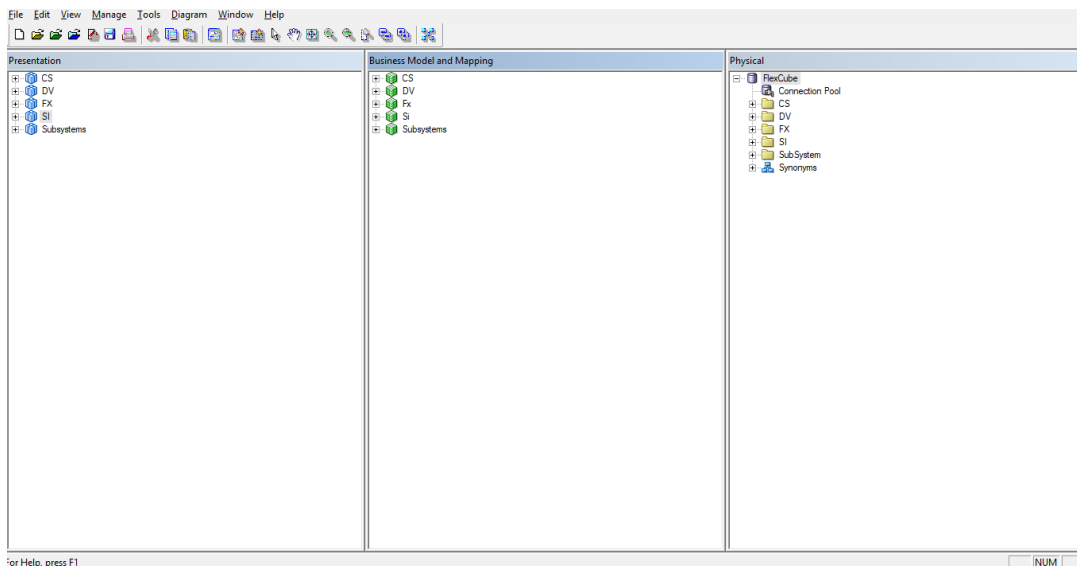 File Edit View Manage Tools Diagram Window Help
Presentation
CS
DV
FX
SI
Subsystems
Business Model and Mapping
CS
DV
Fx
Si
Subsystems
Physical
FlexCube
Connection Pool
CS
DV
FX
SI
SubSystem
Synonyms
For Help, press F1
NUM